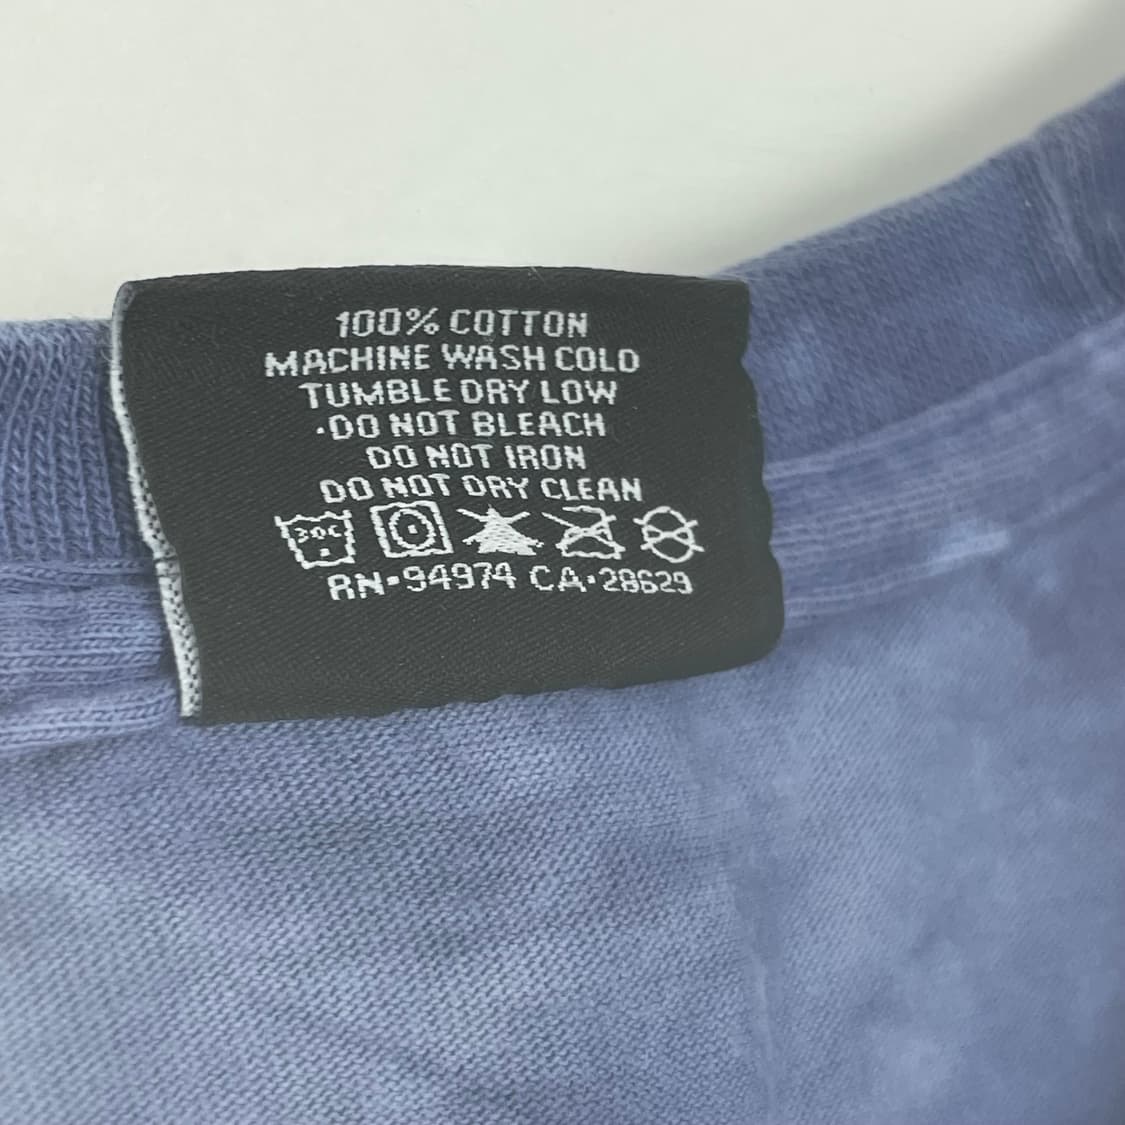 100% COTTON
MACHINE WASH COLD
TUMBLE DRY LOW
·DO NOT BLEACH
DO NOT IRON
DO NOT DRY CLEAN
30C
RN·94974 CA·28629